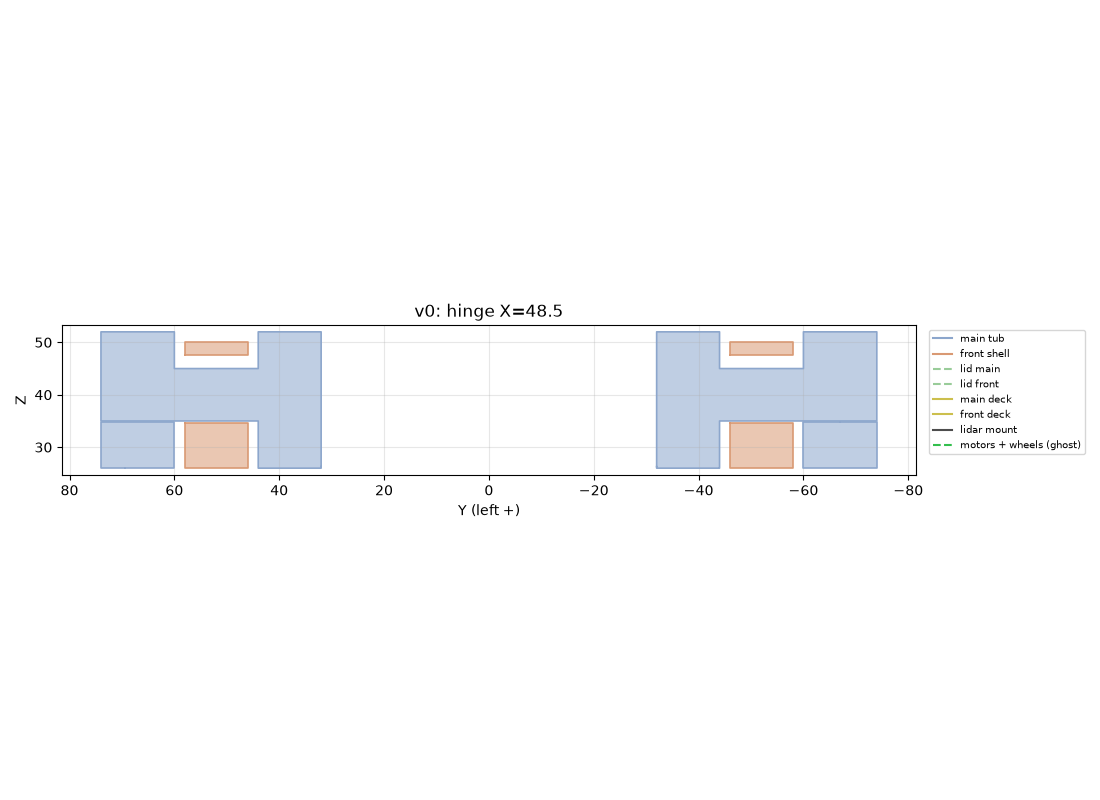 v0: hinge X=48.5
50
40
30
Z
80
60
40
20
0
−20
−40
−60
−80
Y (left +)
main tub
front shell
lid main
lid front
main deck
front deck
lidar mount
motors + wheels (ghost)